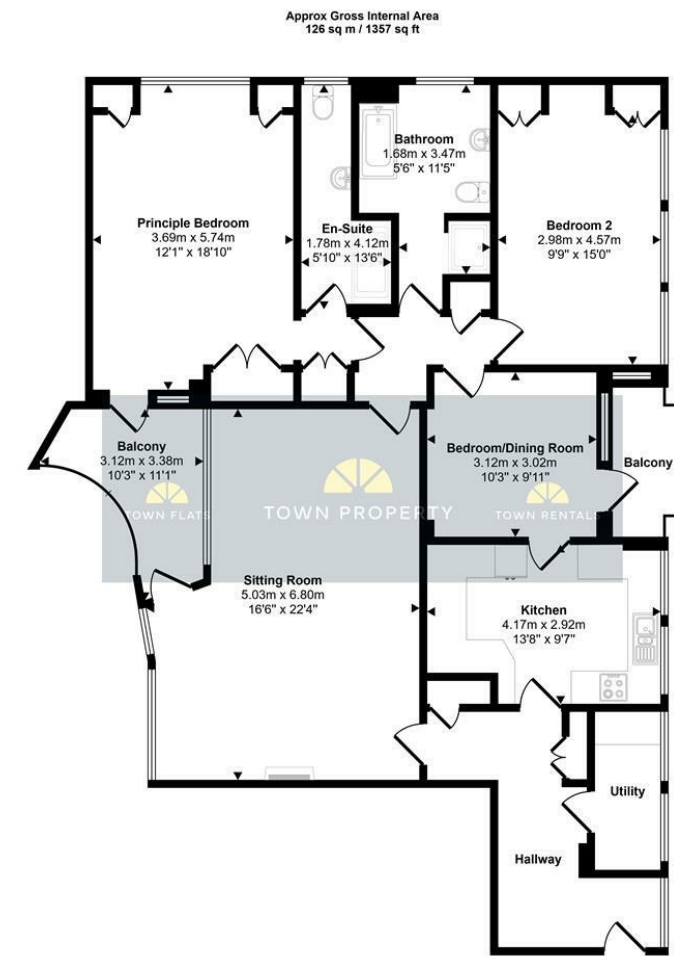 Approx Gross Internal Area
126 sq m / 1357 sq ft
Bathroom
1.68m x 3.47m
5'6" x 11'5"
Principle Bedroom
3.69m x 5.74m
12'1" x 18'10"
En-Suite
1.78m x 4.12m
5'10" x 13'6"
Bedroom 2
2.98m x 4.57m
9'9" x 15'0"
Balcony
3.12m x 3.38m
10'3" x 11'1"
Bedroom/Dining Room
3.12m x 3.02m
10'3" x 9'11"
Balcony
TOWN FLATS
TOWN PROPERTY
TOWN RENTALS
Sitting Room
5.03m x 6.80m
16'6" x 22'4"
Kitchen
4.17m x 2.92m
13'8" x 9'7"
Utility
Hallway